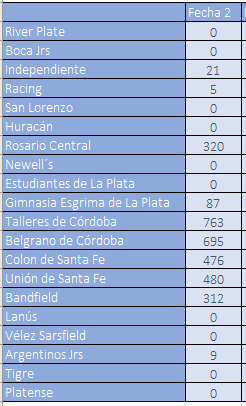 Fecha 2
River Plate 0
Boca Jrs 0
Independiente 21
Racing 5
San Lorenzo 0
Huracán 0
Rosario Central 320
Newell´s 0
Estudiantes de La Plata 0
Gimnasia Esgrima de La Plata 87
Talleres de Córdoba 763
Belgrano de Córdoba 695
Colon de Santa Fe 476
Unión de Santa Fe 480
Bandfield 312
Lanús 0
Vélez Sarsfield 0
Argentinos Jrs 9
Tigre 0
Platense 0